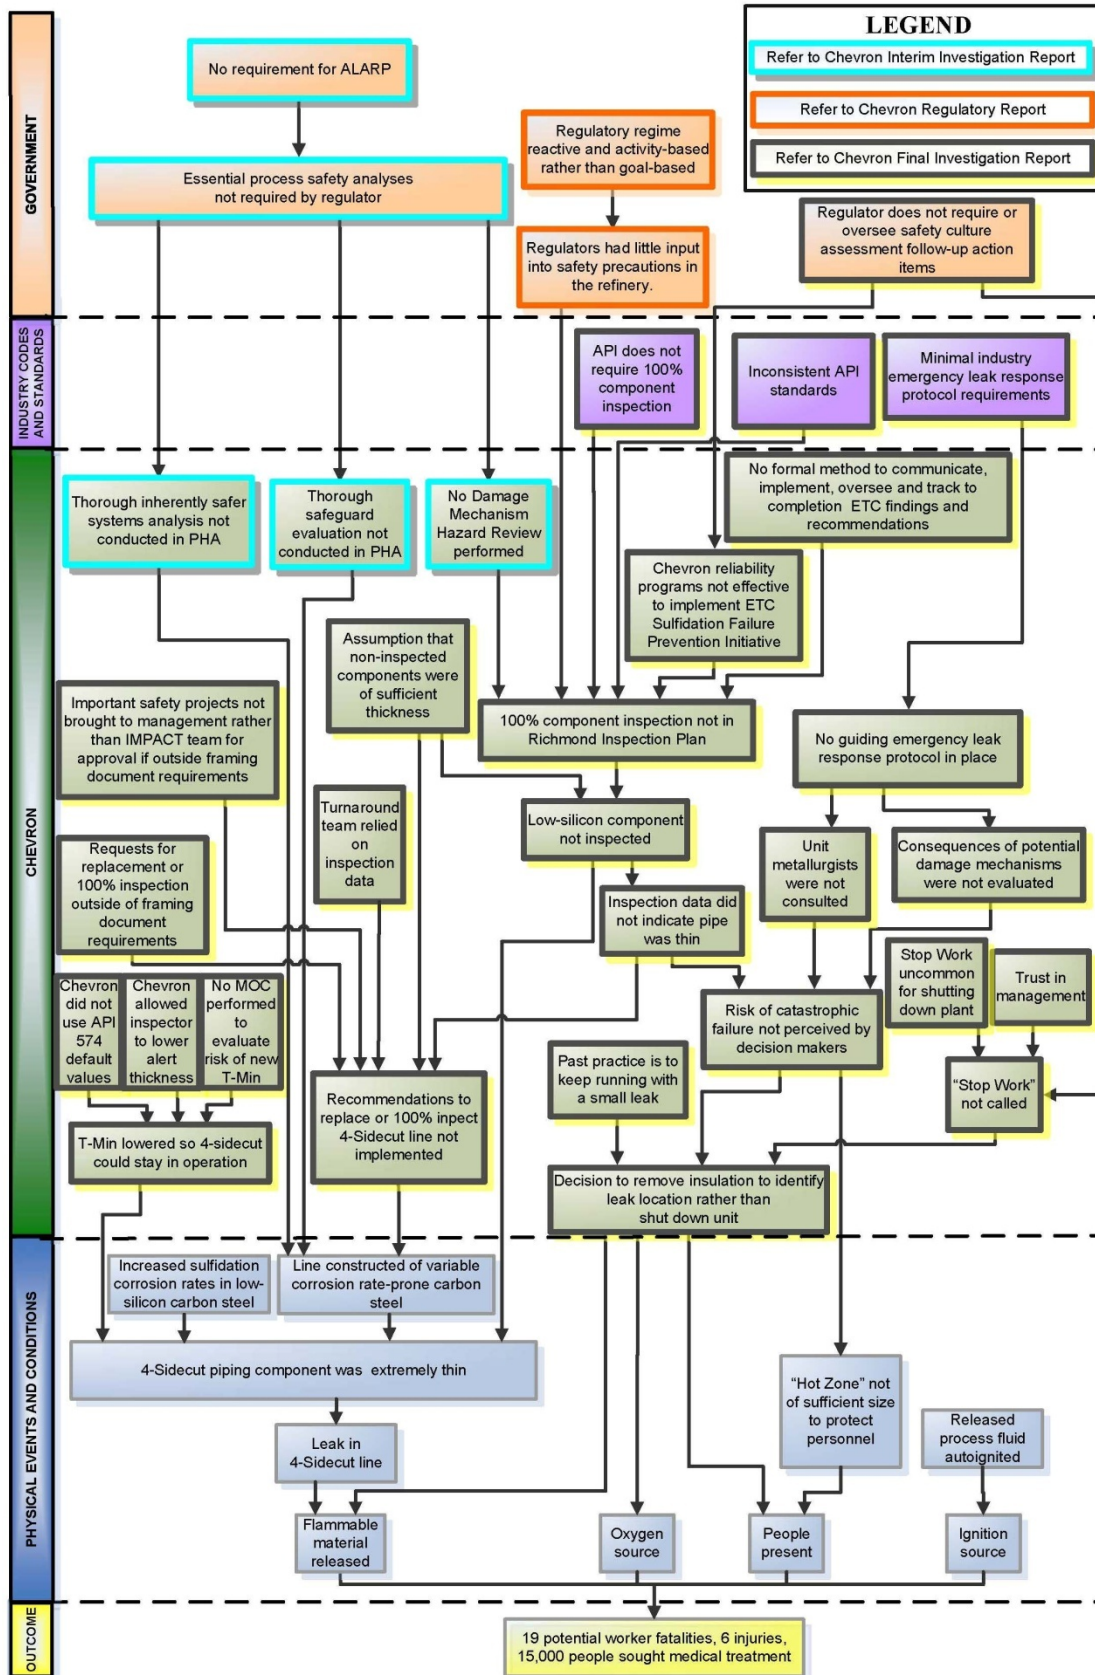 LEGEND
Refer to Chevron Interim Investigation Report
Refer to Chevron Regulatory Report
Refer to Chevron Final Investigation Report
GOVERNMENT
No requirement for ALARP
Essential process safety analyses
not required by regulator
Regulatory regime
reactive and activity-based
rather than goal-based
Regulators had little input
into safety precautions in
the refinery.
Regulator does not require or
oversee safety culture
assessment follow-up action
items
INDUSTRY CODES
AND STANDARDS
API does not
require 100%
component
inspection
Inconsistent API
standards
Minimal industry
emergency leak response
protocol requirements
CHEVRON
Thorough inherently safer
systems analysis not
conducted in PHA
Thorough
safeguard
evaluation not
conducted in PHA
No Damage
Mechanism
Hazard Review
performed
No formal method to communicate,
implement, oversee and track to
completion ETC findings and
recommendations
Chevron reliability
programs not effective
to implement ETC
Sulfidation Failure
Prevention Initiative
Assumption that
non-inspected
components were
of sufficient
thickness
Important safety projects not
brought to management rather
than IMPACT team for
approval if outside framing
document requirements
100% component inspection not in
Richmond Inspection Plan
No guiding emergency leak
response protocol in place
Turnaround
team relied
on
inspection
data
Low-silicon component
not inspected
Requests for
replacement or
100% inspection
outside of framing
document
requirements
Unit
metallurgists
were not
consulted
Consequences of potential
damage mechanisms
were not evaluated
Inspection data did
not indicate pipe
was thin
Stop Work
uncommon
for shutting
down plant
Trust in
management
Chevron
did not
use API
574
default
values
Chevron
allowed
inspector
to lower
alert
thickness
No MOC
performed
to
evaluate
risk of new
T-Min
Risk of catastrophic
failure not perceived by
decision makers
Past practice is to
keep running with
a small leak
“Stop Work”
not called
Recommendations to
replace or 100% inpect
4-Sidecut line not
implemented
T-Min lowered so 4-sidecut
could stay in operation
Decision to remove insulation to identify
leak location rather than
shut down unit
PHYSICAL EVENTS AND CONDITIONS
Increased sulfidation
corrosion rates in low-
silicon carbon steel
Line constructed of variable
corrosion rate-prone carbon
steel
4-Sidecut piping component was extremely thin
“Hot Zone” not
of sufficient size
to protect
personnel
Released
process fluid
autoignited
Leak in
4-Sidecut line
Flammable
material
released
Oxygen
source
People
present
Ignition
source
OUTCOME
19 potential worker fatalities, 6 injuries,
15,000 people sought medical treatment